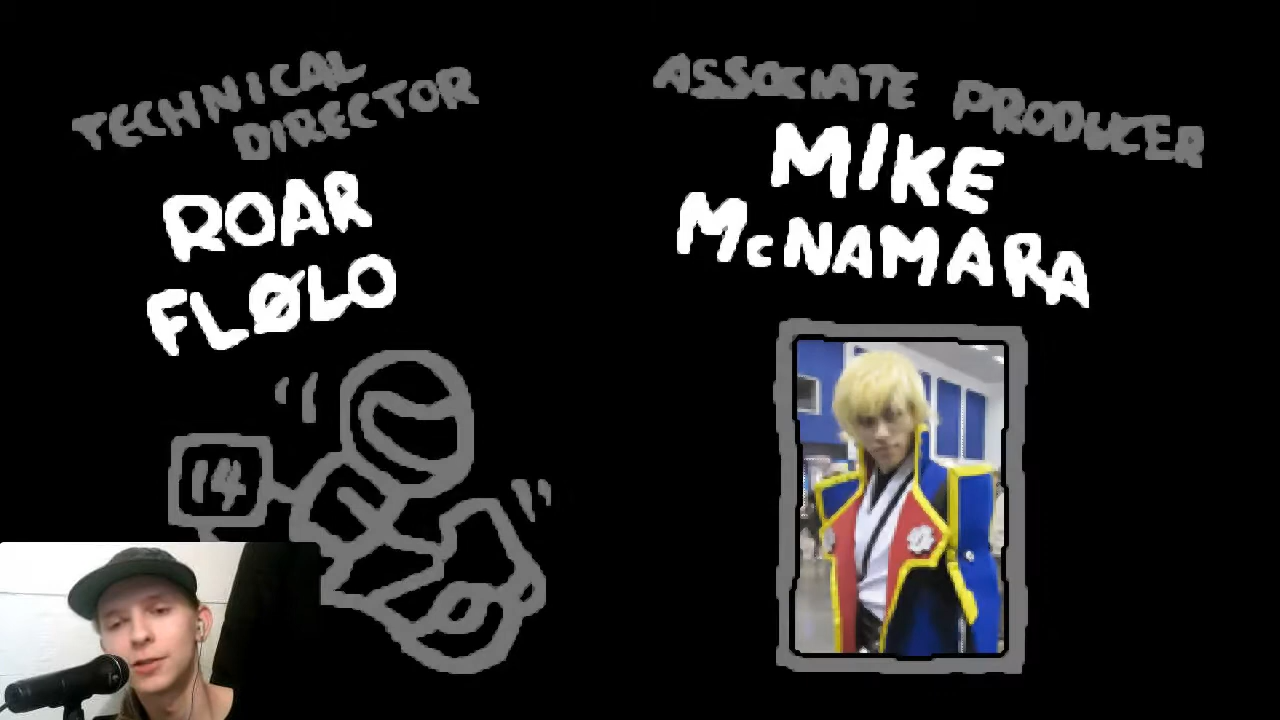 TECHNICAL
DIRECTOR
ROAR
FLØLO
14
ASSOCIATE PRODUCER
MIKE
McNAMARA